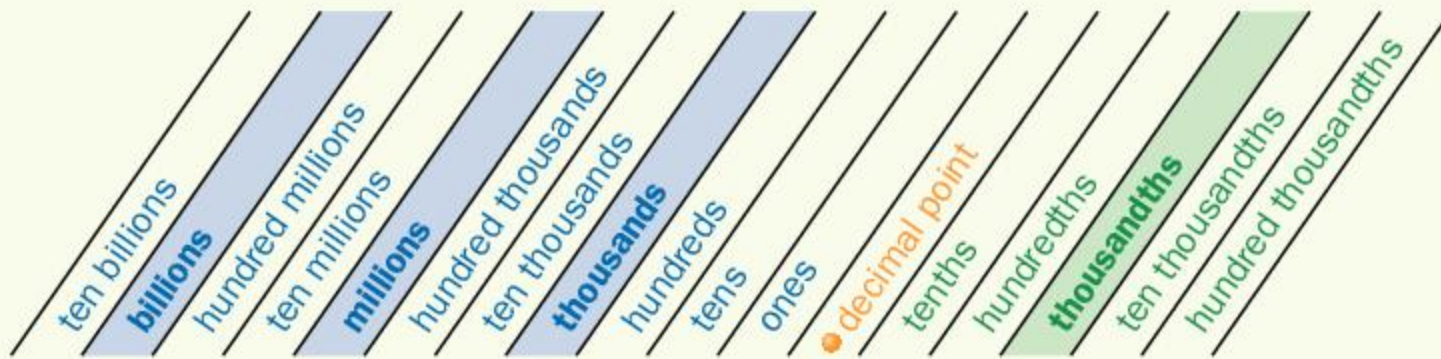 ten billions
billions
hundred millions
ten millions
millions
hundred thousands
ten thousands
thousands
hundreds
tens
ones
decimal point
tenths
hundredths
thousandths
ten thousandths
hundred thousandths